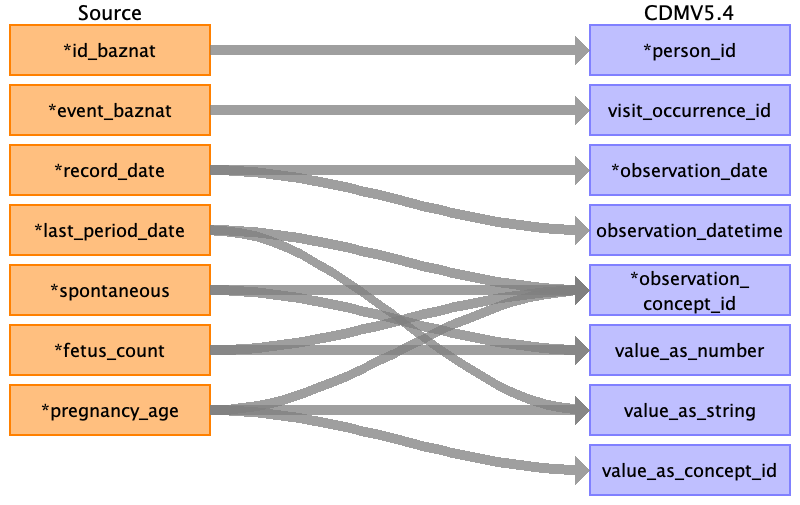 Source
CDMV5.4
*id_baznat
*person_id
*event_baznat
visit_occurrence_id
*record_date
*observation_date
*last_period_date
observation_datetime
*spontaneous
*observation_
concept_id
*fetus_count
value_as_number
*pregnancy_age
value_as_string
value_as_concept_id